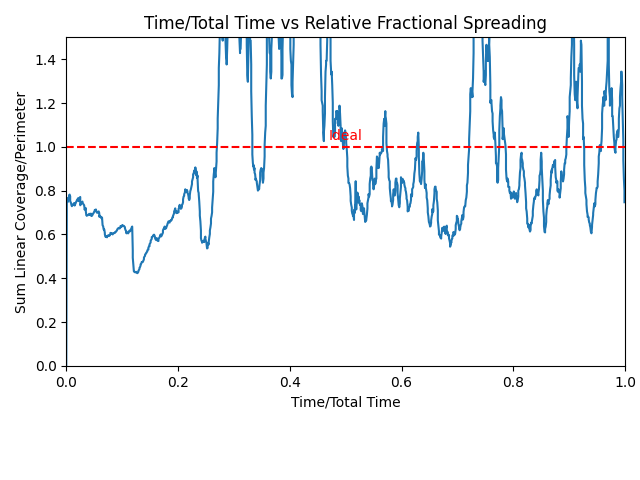 Time/Total Time vs Relative Fractional Spreading
Sum Linear Coverage/Perimeter
1.4
1.2
1.0
0.8
0.6
0.4
0.2
0.0
Ideal
0.0 0.2 0.4 0.6 0.8 1.0
Time/Total Time